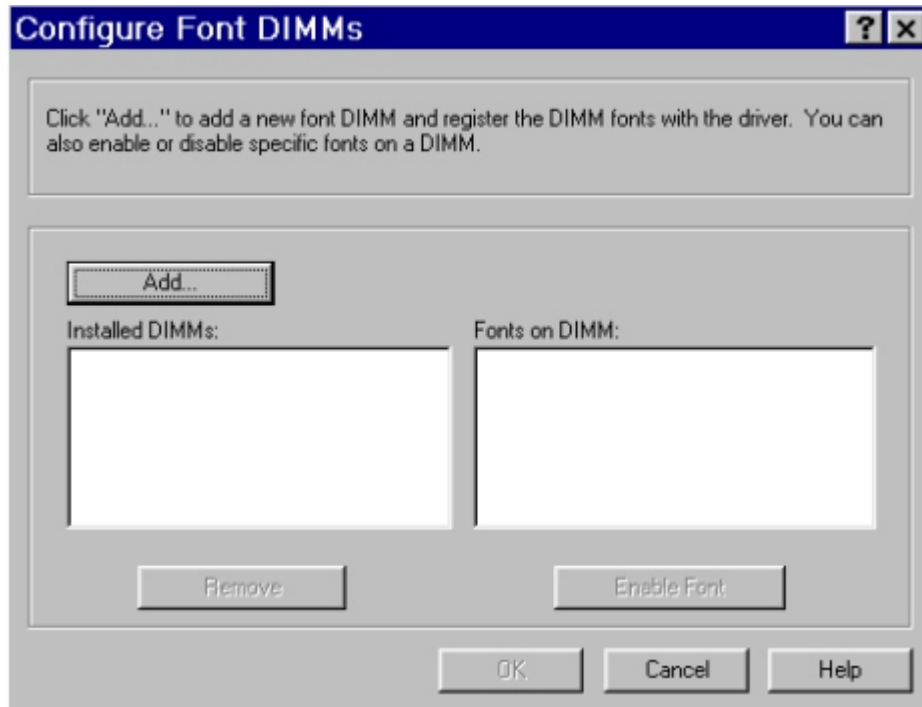 Configure Font DIMMs
Click "Add..." to add a new font DIMM and register the DIMM fonts with the driver. You can
also enable or disable specific fonts on a DIMM.
Add...
Installed DIMMs:
Fonts on DIMM:
Remove
Enable Font
OK
Cancel
Help